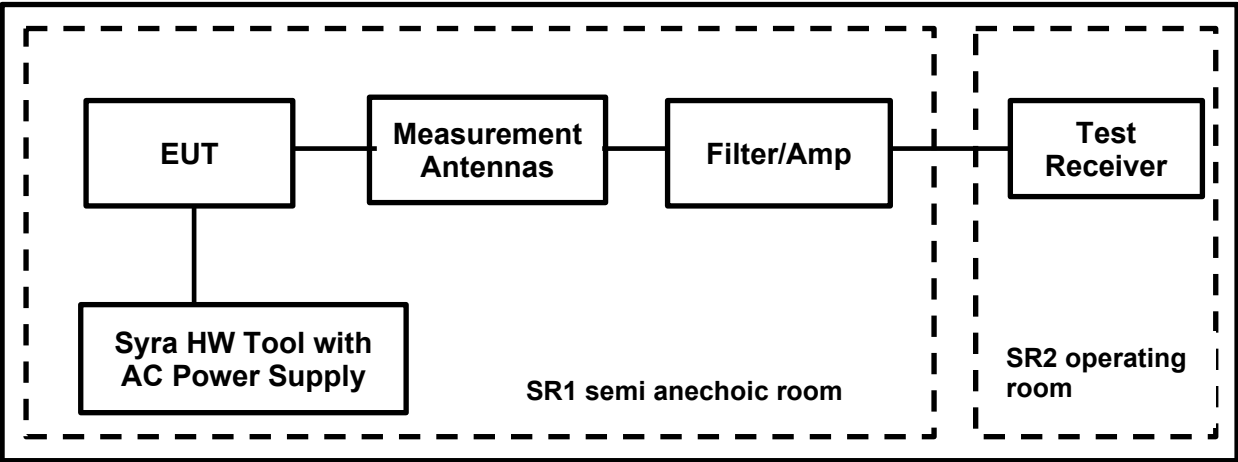 EUT
Measurement
Antennas
Filter/Amp
Test
Receiver
Syra HW Tool with
AC Power Supply
SR1 semi anechoic room
SR2 operating
room